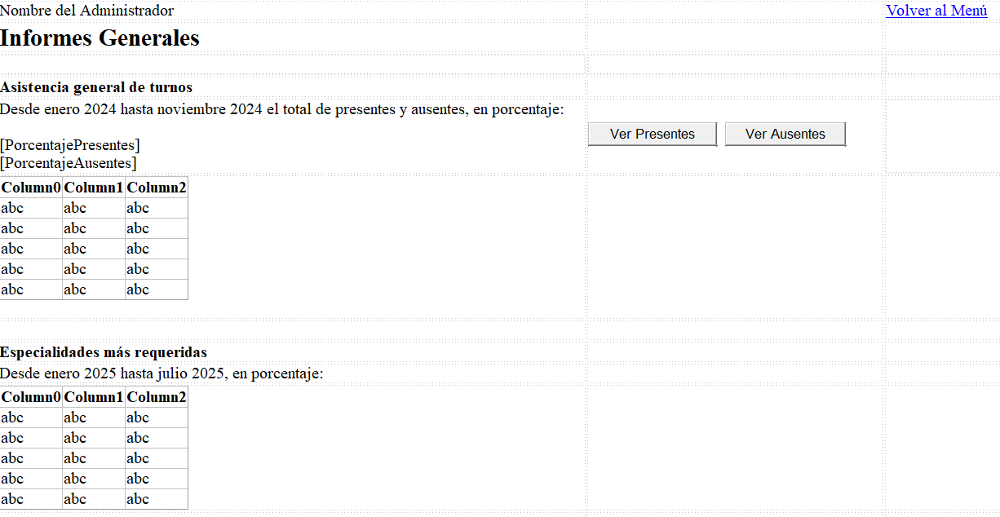 Nombre del Administrador Volver al Menú
Informes Generales
Asistencia general de turnos
Desde enero 2024 hasta noviembre 2024 el total de presentes y ausentes, en porcentaje:
Ver Presentes Ver Ausentes
[PorcentajePresentes]
[PorcentajeAusentes]
Column0 Column1 Column2
abc abc abc
abc abc abc
abc abc abc
abc abc abc
abc abc abc
Especialidades más requeridas
Desde enero 2025 hasta julio 2025, en porcentaje:
Column0 Column1 Column2
abc abc abc
abc abc abc
abc abc abc
abc abc abc
abc abc abc